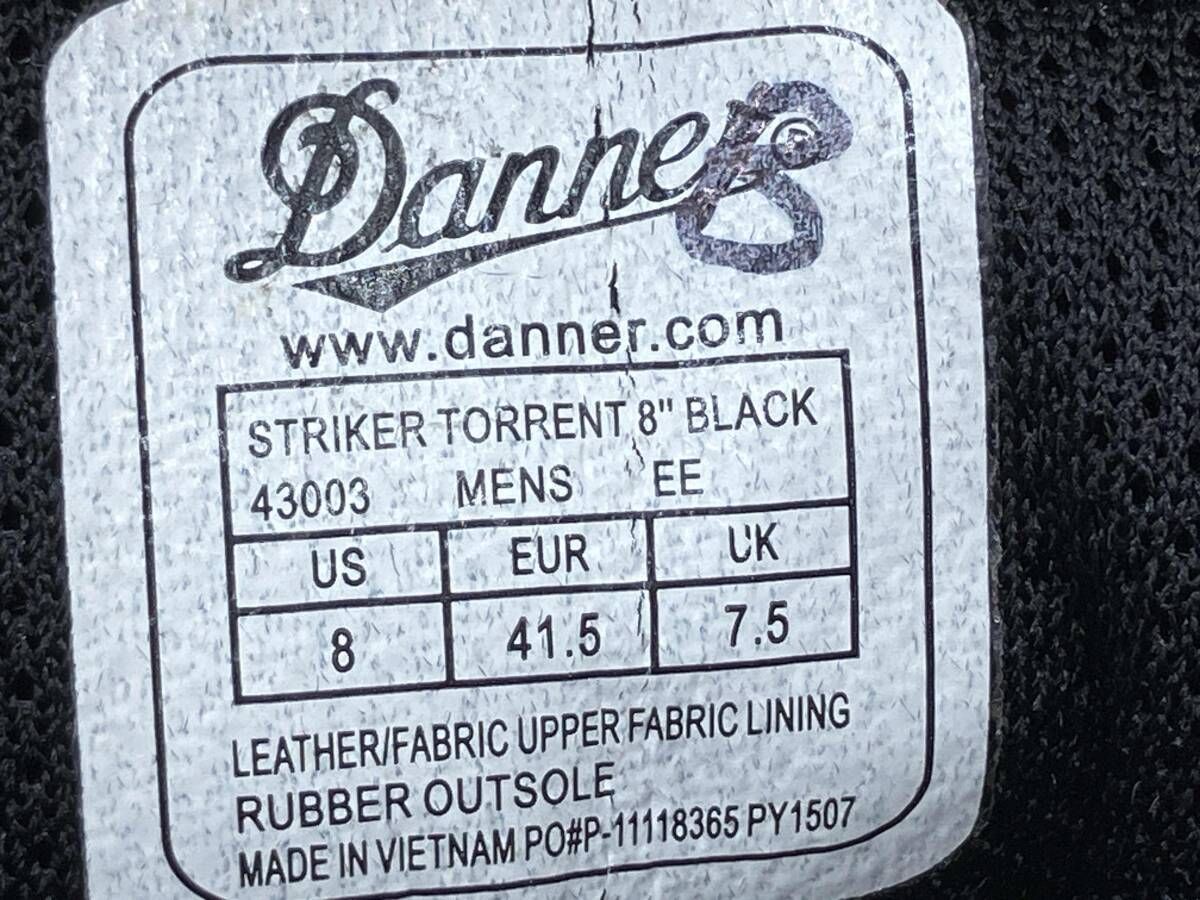 Danner®
8
www.danner.com
STRIKER TORRENT 8" BLACK
43003 MENS EE
US EUR UK
8 41.5 7.5
LEATHER/FABRIC UPPER FABRIC LINING
RUBBER OUTSOLE
MADE IN VIETNAM PO#P-11118365 PY1507